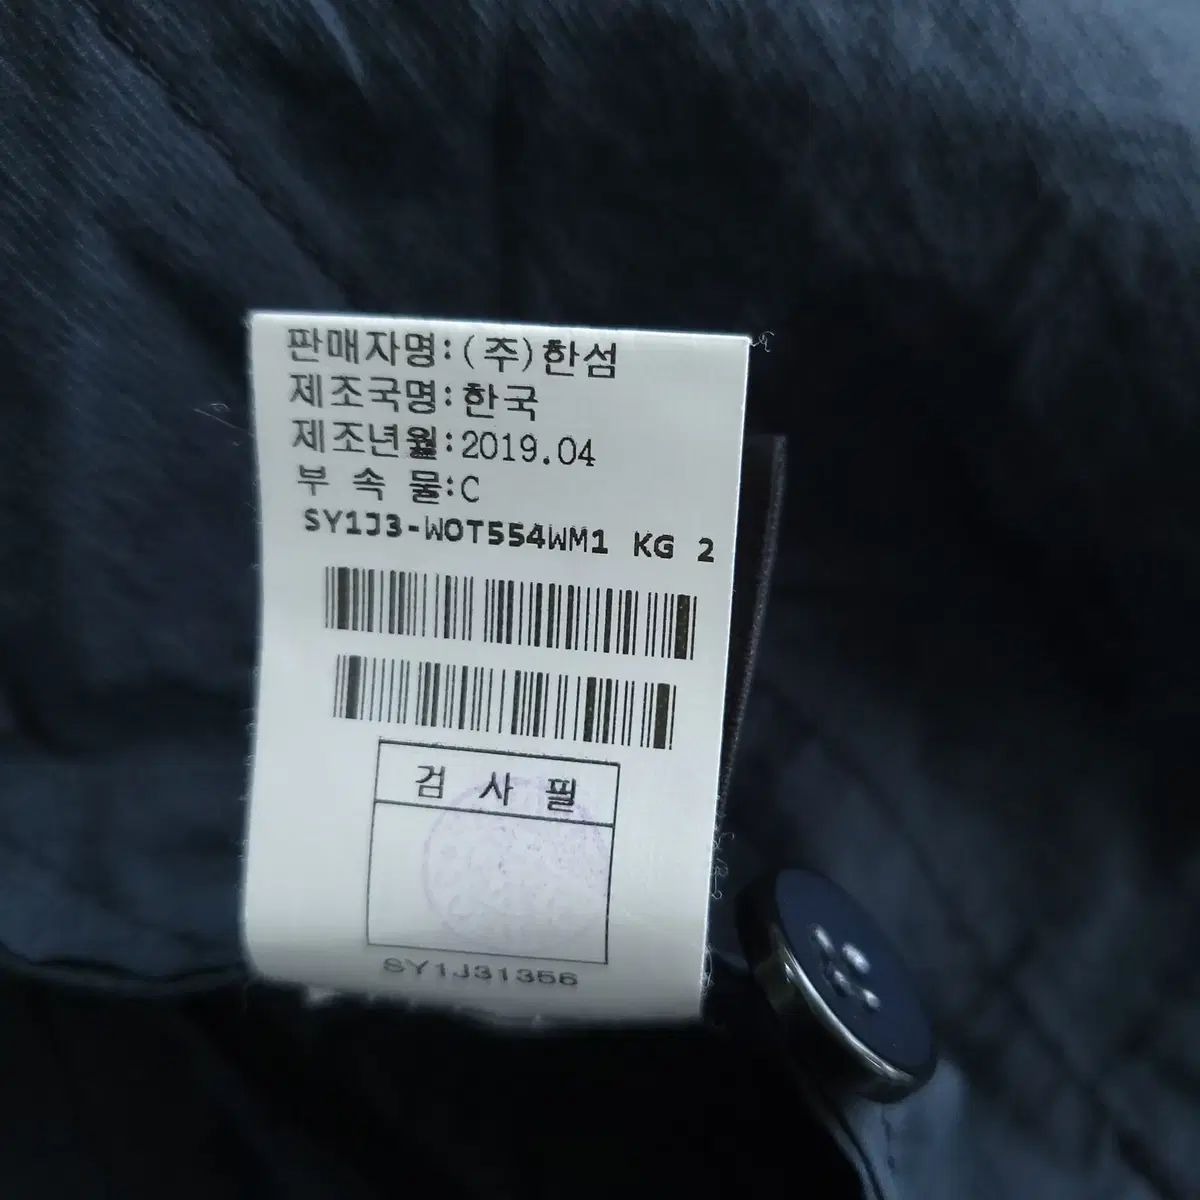 판매자명:(주)한섬
제조국명:한국
제조년월:2019.04
부 속 물:C
SY1J3-WOT554WM1 KG 2
검 사 필
SY1J31356